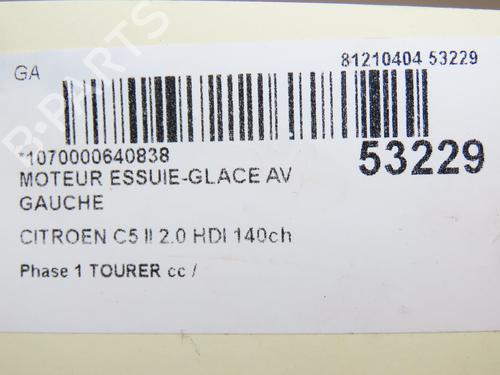 GA
81210404 53229
*1070000640838
53229
MOTEUR ESSUIE-GLACE AV
GAUCHE
CITROEN C5 II 2.0 HDI 140ch
Phase 1 TOURER cc /
B-PARTS